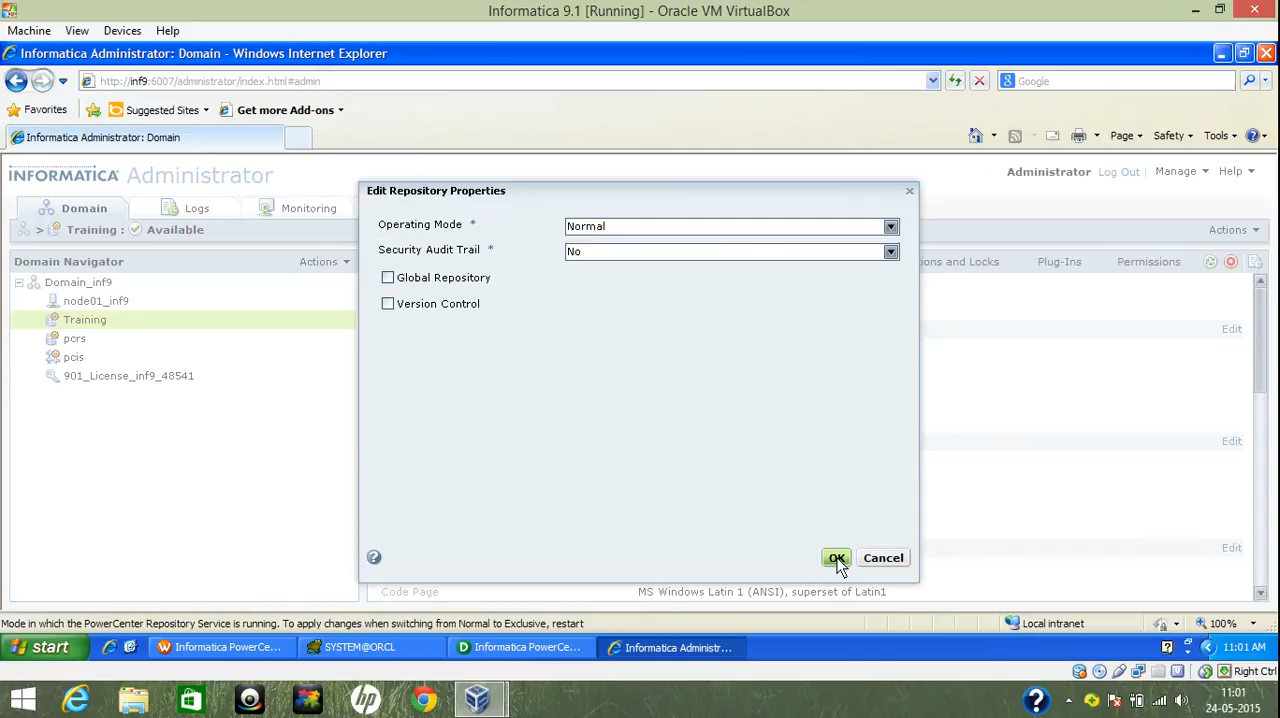 Informatica 9.1 [Running] - Oracle VM VirtualBox
Machine View Devices Help
Informatica Administrator: Domain - Windows Internet Explorer
http://inf9:6007/administrator/index.html#admin
Google
Favorites Suggested Sites Get more Add-ons
Informatica Administrator: Domain
Page Safety Tools
INFORMATICA Administrator
Administrator Log Out Manage Help
Domain Logs Monitoring
> Training : Available
Actions
Domain Navigator Actions
ions and Locks Plug-Ins Permissions
Domain_inf9
node01_inf9
Training
Edit
pcrs
pcis
901_License_inf9_48541
Edit
Edit
Edit Repository Properties
Operating Mode * Normal
Security Audit Trail * No
Global Repository
Version Control
OK Cancel
Code Page MS Windows Latin 1 (ANSI), superset of Latin1
Mode in which the PowerCenter Repository Service is running. To apply changes when switching from Normal to Exclusive, restart
Local intranet 100%
start Informatica PowerCe... SYSTEM@ORCL Informatica PowerCe... Informatica Administr... 11:01 AM
Right Ctrl
11:01
24-05-2015